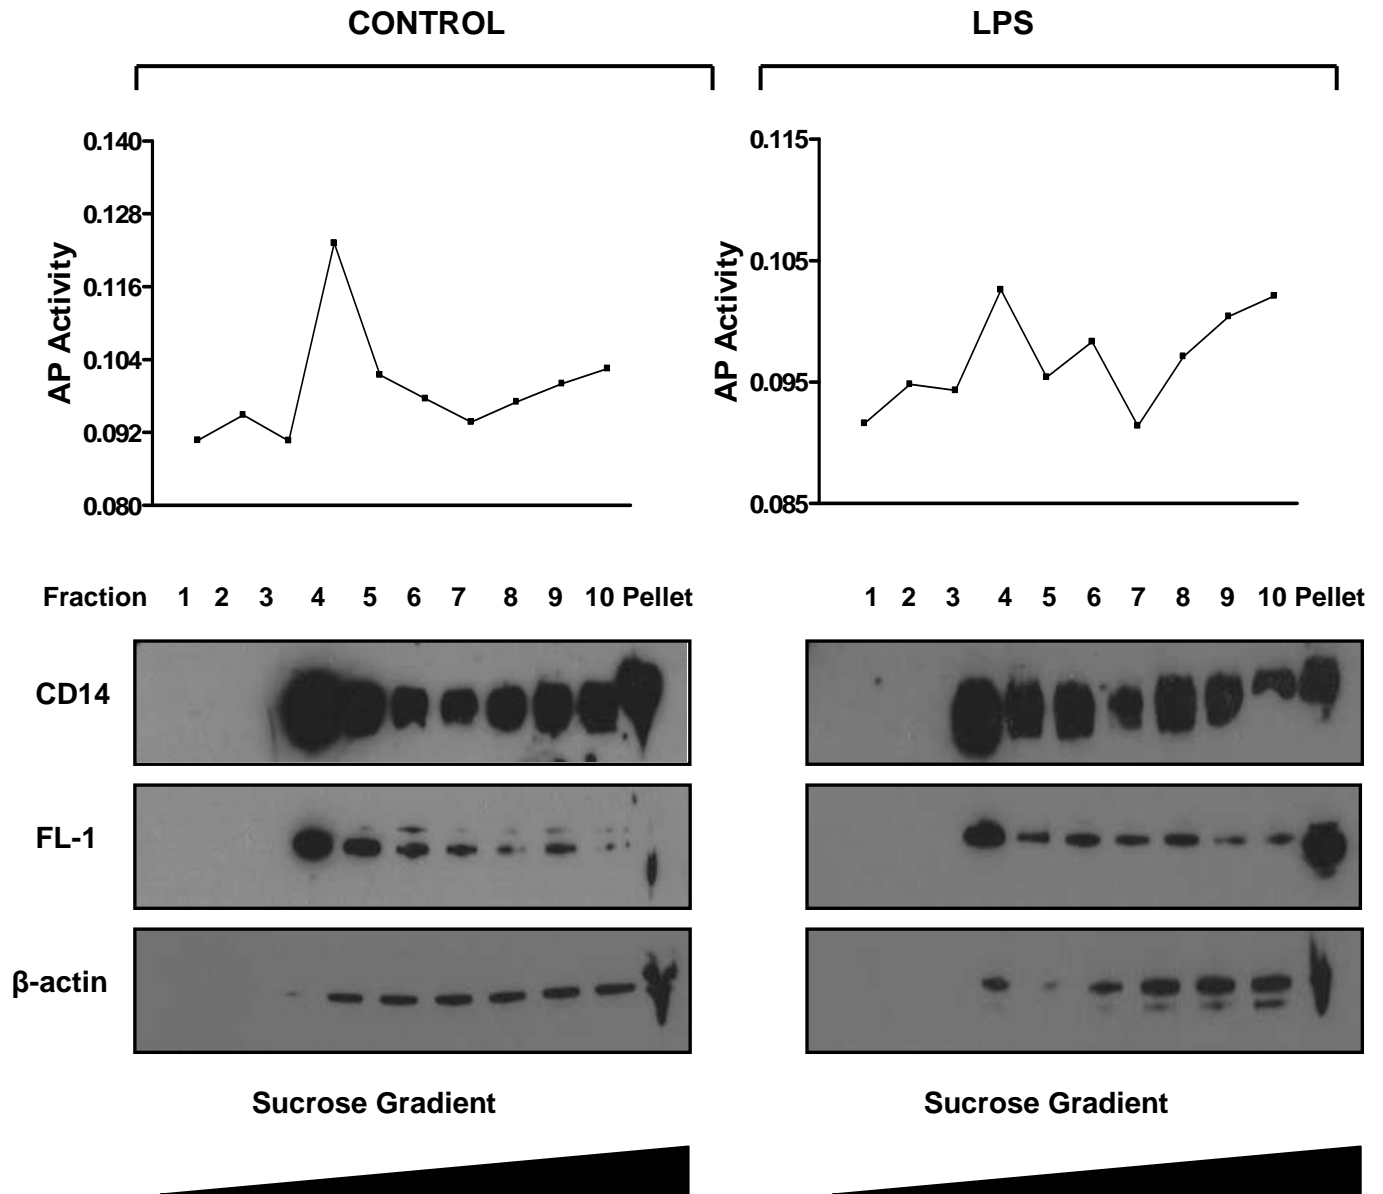 CONTROL
LPS
0.140
0.128
0.116
0.104
0.092
0.080
AP Activity
0.115
0.105
0.095
0.085
AP Activity
Fraction 1 2 3 4 5 6 7 8 9 10 Pellet
1 2 3 4 5 6 7 8 9 10 Pellet
CD14
FL-1
β-actin
Sucrose Gradient
Sucrose Gradient